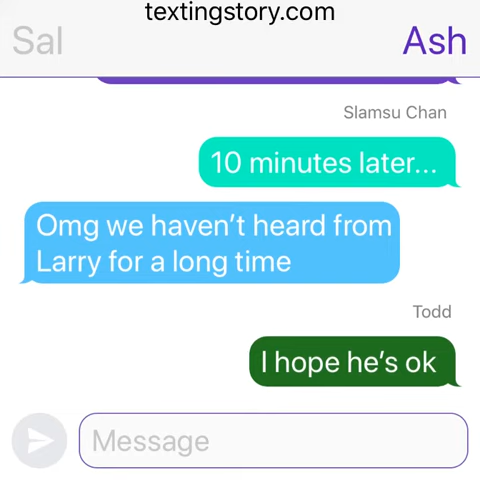 textingstory.com
Sal
Ash
Slamsu Chan
10 minutes later...
Omg we haven’t heard from
Larry for a long time
Todd
I hope he’s ok
Message